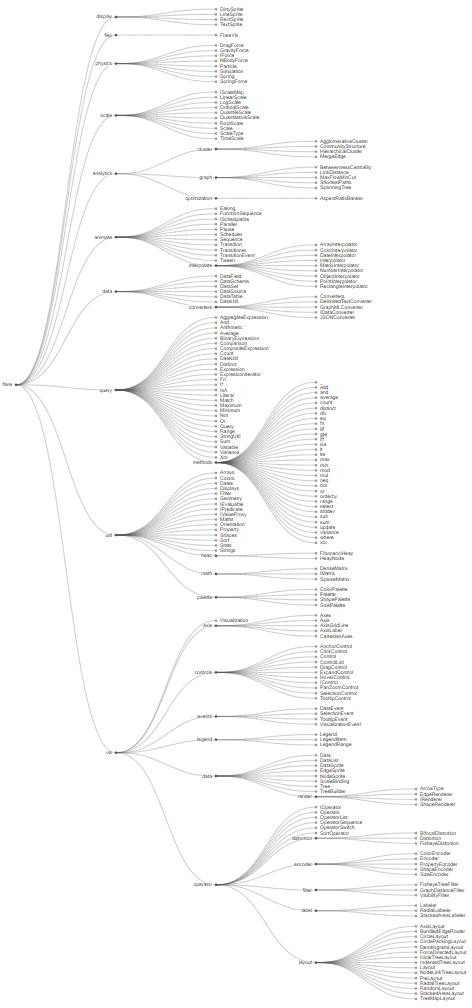 DirtySprite
LineSprite
display
RectSprite
TextSprite
flex
FlareVis
DragForce
GravityForce
IForce
NBodyForce
physics
Particle
Simulation
Spring
SpringForce
IScaleMap
LinearScale
LogScale
OrdinalScale
QuantileScale
scale
QuantitativeScale
RootScale
Scale
ScaleType
TimeScale
AgglomerativeCluster
CommunityStructure
cluster
HierarchicalCluster
MergeEdge
BetweennessCentrality
analytics
LinkDistance
graph
MaxFlowMinCut
ShortestPaths
SpanningTree
optimization
AspectRatioBanker
Easing
FunctionSequence
ISchedulable
Parallel
Pause
Scheduler
animate
Sequence
Transition
Transitioner
TransitionEvent
Tween
interpolate
ArrayInterpolator
ColorInterpolator
DateInterpolator
Interpolator
MatrixInterpolator
NumberInterpolator
ObjectInterpolator
PointInterpolator
RectangleInterpolator
DataField
DataSchema
DataSet
data
DataSource
DataTable
DataUtil
converters
Converters
DelimitedTextConverter
GraphMLConverter
IDataConverter
JSONConverter
AggregateExpression
And
Arithmetic
Average
BinaryExpression
Comparison
CompositeExpression
Count
DateUtil
Distinct
Expression
ExpressionIterator
Fn
If
flare
query
IsA
Literal
Match
Maximum
Minimum
Not
Or
Query
Range
StringUtil
Sum
Variable
Variance
Xor
methods
_
add
and
average
count
distinct
div
eq
fn
gt
gte
iff
isa
lt
lte
max
min
mod
mul
neq
not
or
orderby
range
select
stddev
sub
sum
update
variance
where
xor
Arrays
Colors
Dates
Displays
Filter
Geometry
IEvaluable
IPredicate
IValueProxy
Maths
Orientation
Property
util
Shapes
Sort
Stats
Strings
heap
FibonacciHeap
HeapNode
math
DenseMatrix
IMatrix
SparseMatrix
palette
ColorPalette
Palette
ShapePalette
SizePalette
Visualization
axis
Axes
Axis
AxisGridLine
AxisLabel
CartesianAxes
controls
AnchorControl
ClickControl
Control
ControlList
DragControl
ExpandControl
HoverControl
IControl
PanZoomControl
SelectionControl
TooltipControl
events
DataEvent
SelectionEvent
TooltipEvent
VisualizationEvent
legend
Legend
LegendItem
LegendRange
vis
data
Data
DataList
DataSprite
EdgeSprite
NodeSprite
ScaleBinding
Tree
TreeBuilder
render
ArrowType
EdgeRenderer
IRenderer
ShapeRenderer
operator
IOperator
Operator
OperatorList
OperatorSequence
OperatorSwitch
SortOperator
distortion
BifocalDistortion
Distortion
FisheyeDistortion
encoder
ColorEncoder
Encoder
PropertyEncoder
ShapeEncoder
SizeEncoder
filter
FisheyeTreeFilter
GraphDistanceFilter
VisibilityFilter
label
Labeler
RadialLabeler
StackedAreaLabeler
layout
AxisLayout
BundledEdgeRouter
CircleLayout
CirclePackingLayout
DendrogramLayout
ForceDirectedLayout
IcicleTreeLayout
IndentedTreeLayout
Layout
NodeLinkTreeLayout
PieLayout
RadialTreeLayout
RandomLayout
StackedAreaLayout
TreeMapLayout